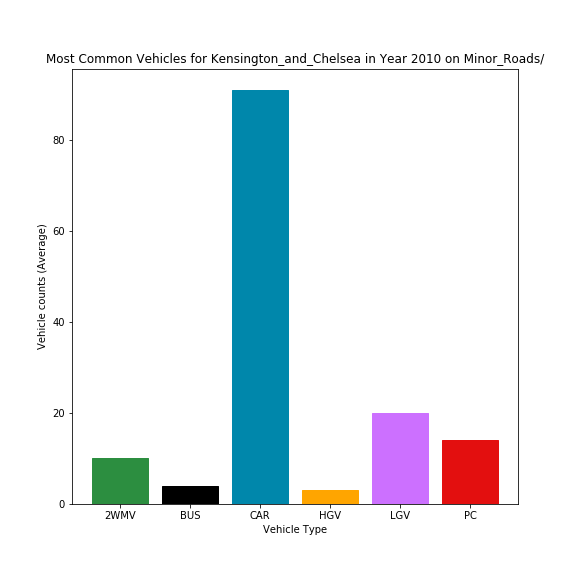 Most Common Vehicles for Kensington_and_Chelsea in Year 2010 on Minor_Roads/
Vehicle counts (Average)
80
60
40
20
0
2WMV BUS CAR HGV LGV PC
Vehicle Type